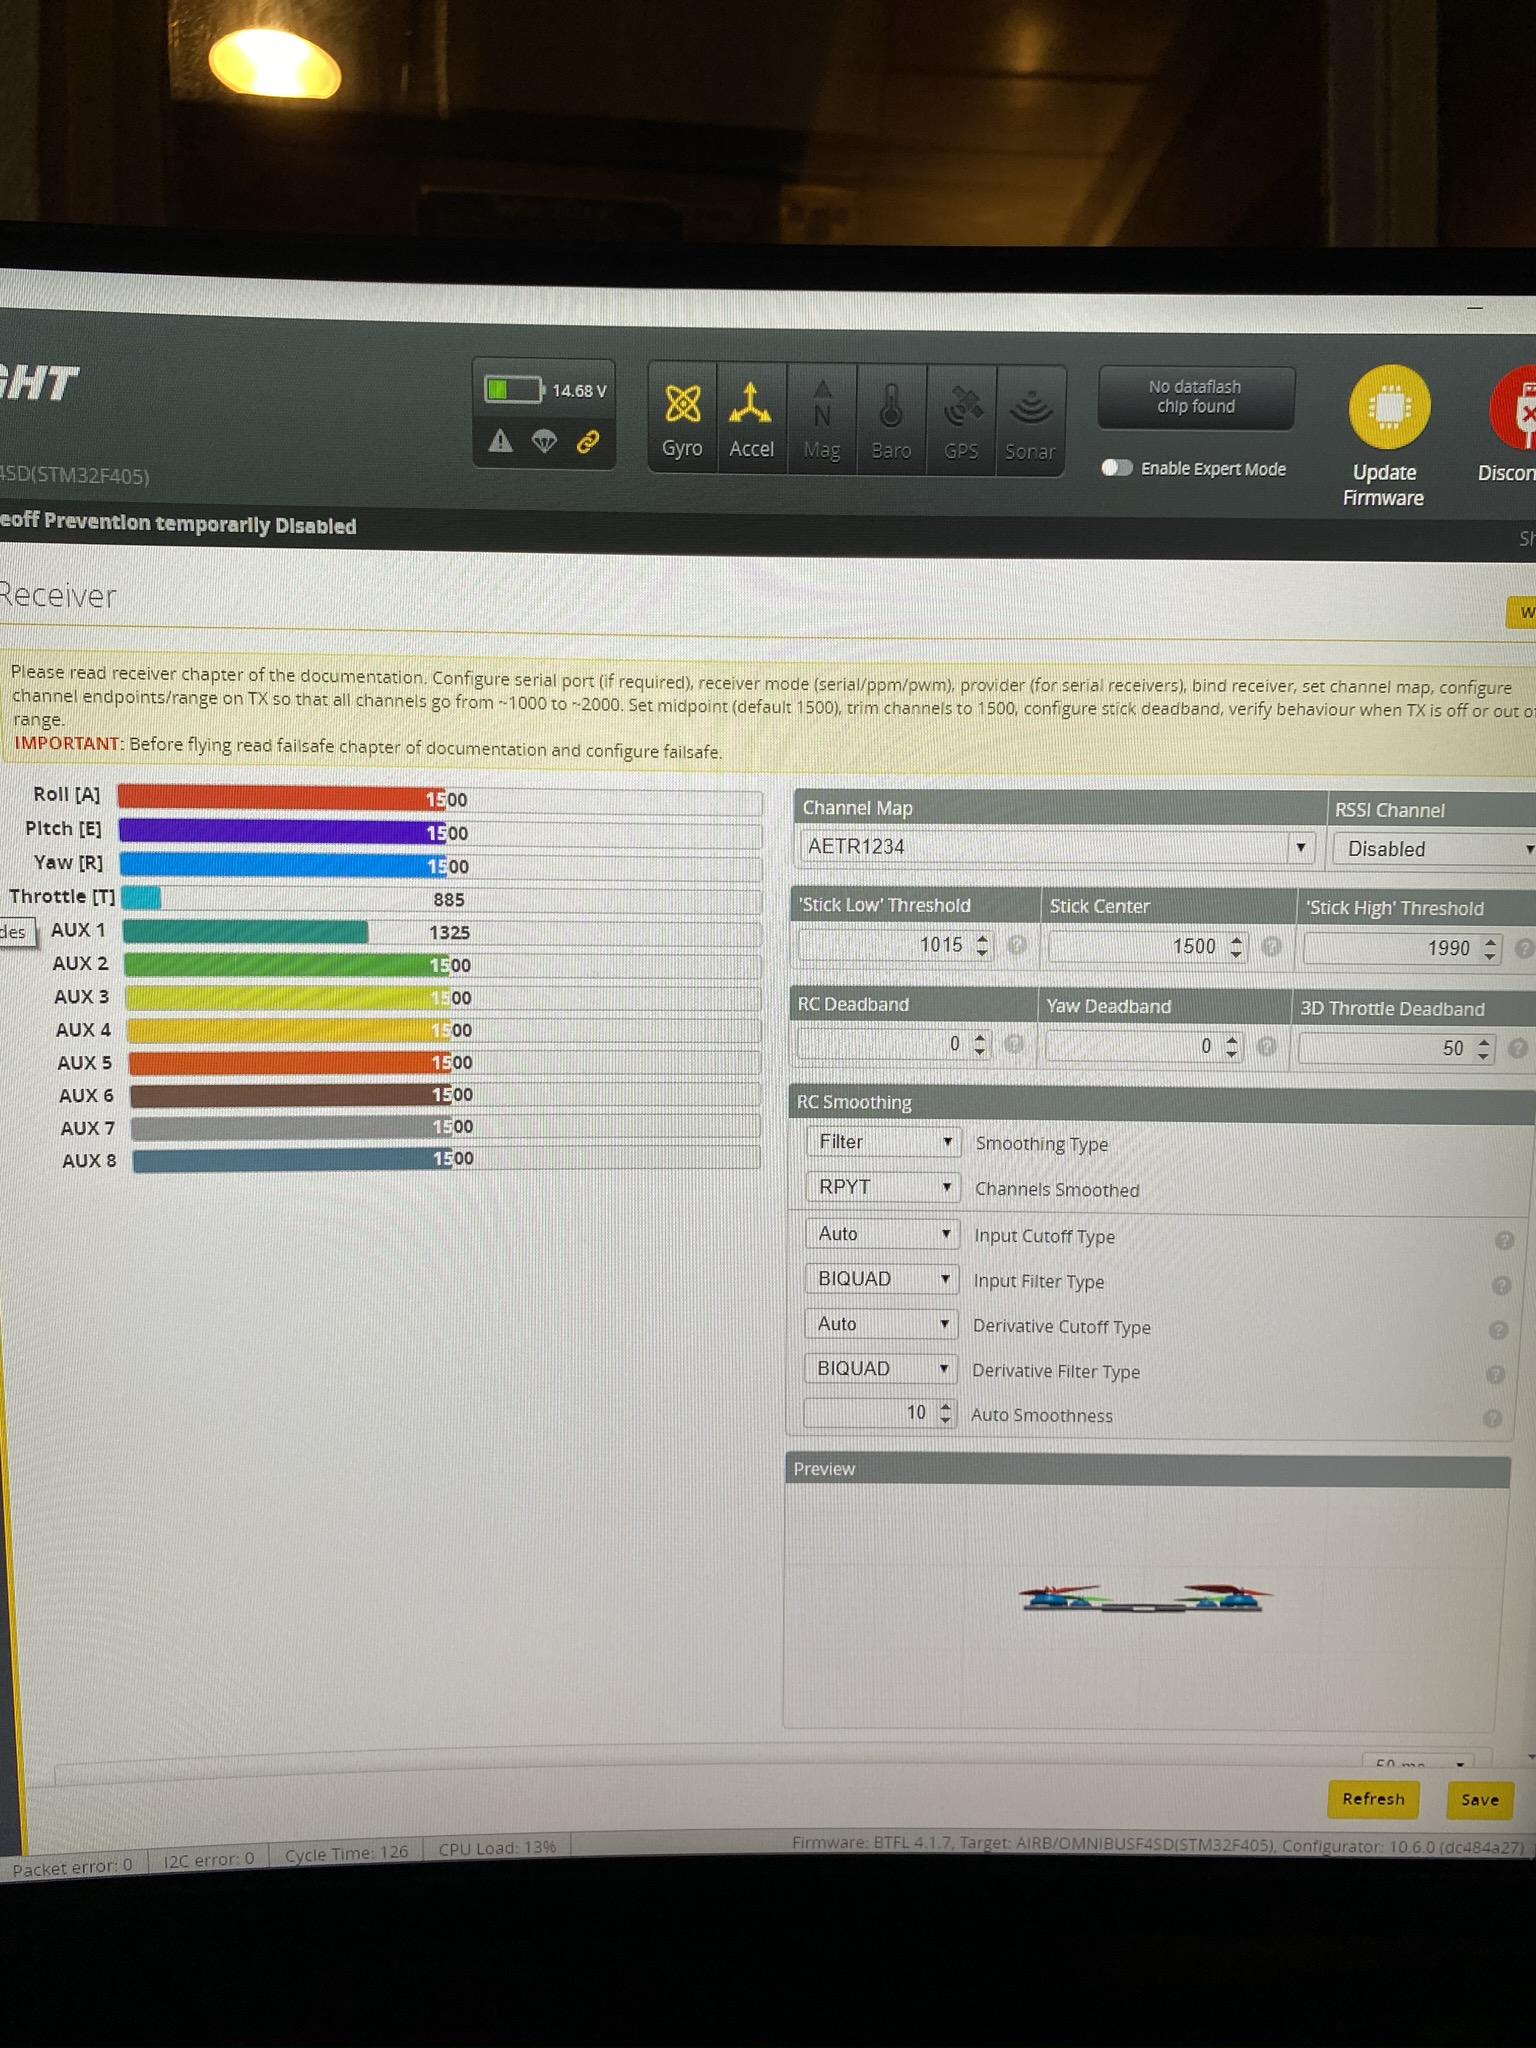 GHT
14.68 V
Gyro
Accel
Mag
Baro
GPS
Sonar
N
No dataflash
chip found
Enable Expert Mode
Update
Firmware
Discon
4SD(STM32F405)
eoff Prevention temporarily Disabled
Sh
Receiver
W
Please read receiver chapter of the documentation. Configure serial port (if required), receiver mode (serial/ppm/pwm), provider (for serial receivers), bind receiver, set channel map, configure
channel endpoints/range on TX so that all channels go from ~1000 to ~2000. Set midpoint (default 1500), trim channels to 1500, configure stick deadband, verify behaviour when TX is off or out of
range.
IMPORTANT: Before flying read failsafe chapter of documentation and configure failsafe.
Roll [A] 1500
Pitch [E] 1500
Yaw [R] 1500
Throttle [T] 885
des
AUX 1 1325
AUX 2 1500
AUX 3 1500
AUX 4 1500
AUX 5 1500
AUX 6 1500
AUX 7 1500
AUX 8 1500
Channel Map
RSSI Channel
AETR1234
Disabled
'Stick Low' Threshold
Stick Center
'Stick High' Threshold
1015
1500
1990
RC Deadband
Yaw Deadband
3D Throttle Deadband
0
0
50
RC Smoothing
Filter Smoothing Type
RPYT Channels Smoothed
Auto Input Cutoff Type
BIQUAD Input Filter Type
Auto Derivative Cutoff Type
BIQUAD Derivative Filter Type
10 Auto Smoothness
Preview
50 ms
Refresh
Save
Packet error: 0
I2C error: 0
Cycle Time: 126
CPU Load: 13%
Firmware: BTFL 4.1.7, Target: AIRB/OMNIBUSF4SD(STM32F405), Configurator: 10.6.0 (dc484a27)